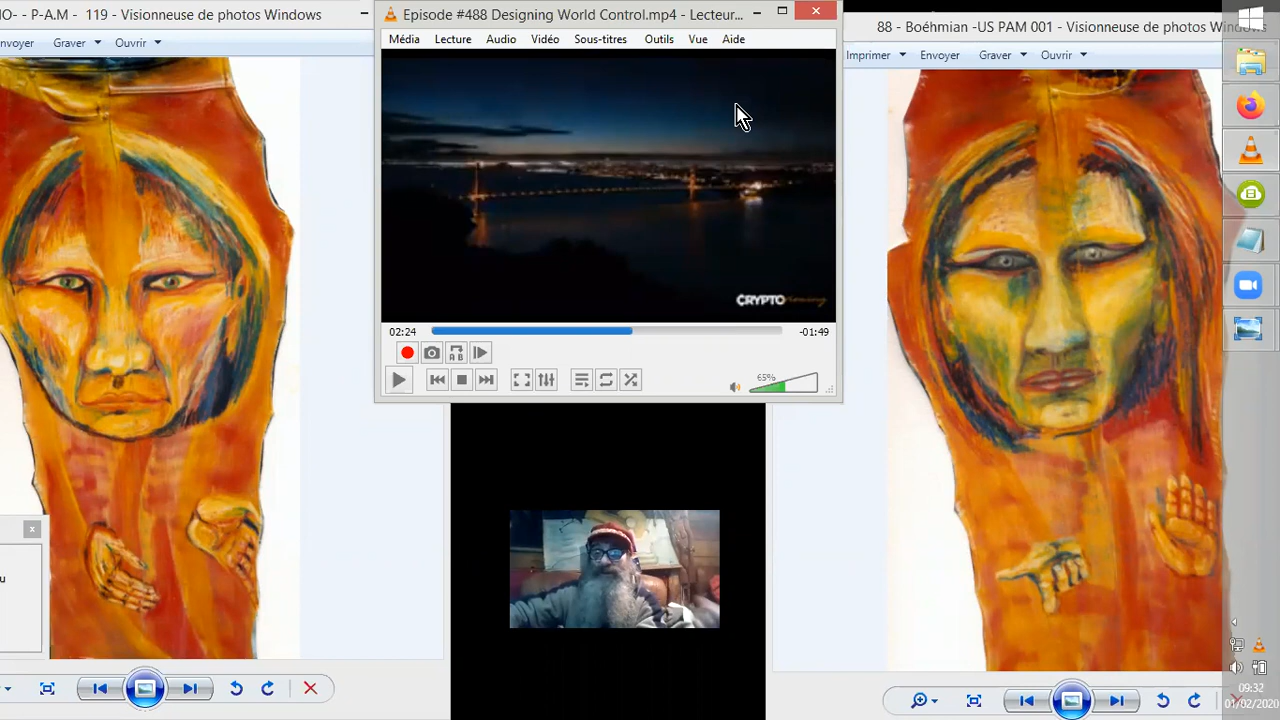 O- - P-A.M. - 119 - Visionneuse de photos Windows
nvoyer Graver Ouvrir
Episode #488 Designing World Control.mp4 - Lecteur...
Média Lecture Audio Vidéo Sous-titres Outils Vue Aide
CRYPTO
02:24
-01:49
65%
88 - Boéhmian -US PAM 001 - Visionneuse de photos Wind
Imprimer Envoyer Graver Ouvrir
u
09:32
01/02/2020